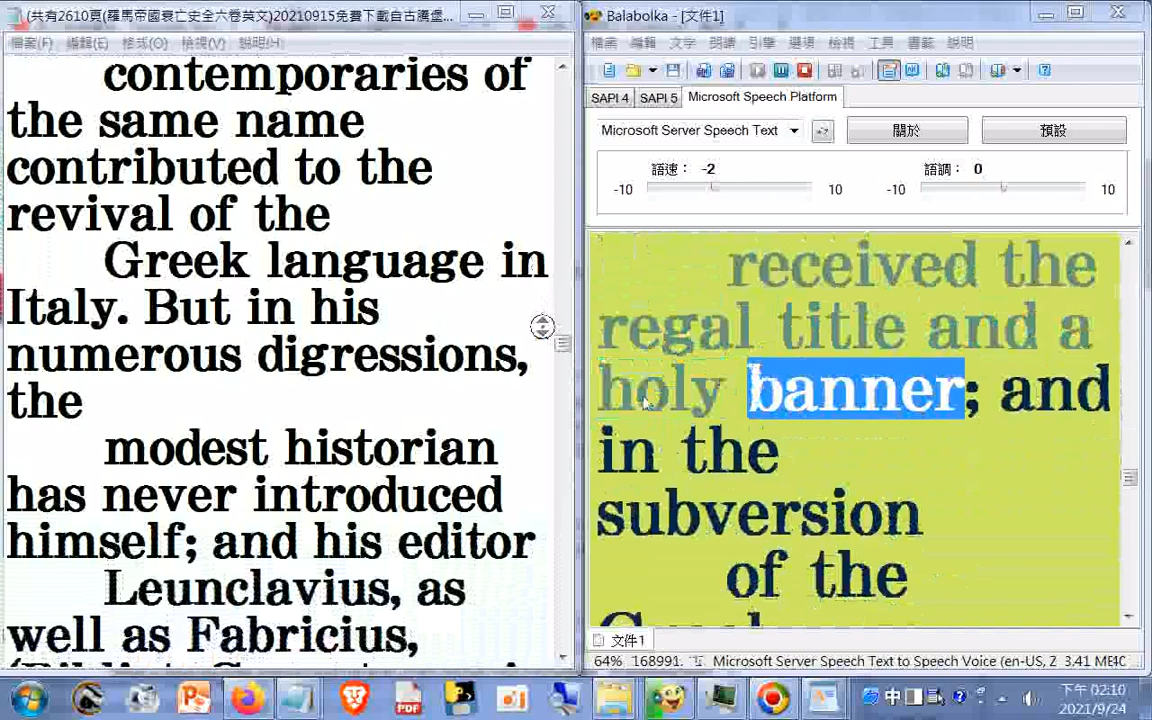 (共有2610頁(羅馬帝國衰亡史全六卷英文)20210915免費下載自古騰堡...
檔案(F) 編輯(E) 格式(O) 檢視(V) 說明(H)
contemporaries of
the same name
contributed to the
revival of the
Greek language in
Italy. But in his
numerous digressions,
the
modest historian
has never introduced
himself; and his editor
Leunclavius, as
well as Fabricius,
Balabolka - [文件1]
檔案 編輯 文字 朗讀 引擎 選項 檢視 工具 書籤 說明
SAPI 4 SAPI 5 Microsoft Speech Platform
Microsoft Server Speech Text +? 關於 預設
語速： -2 語調： 0
-10 10 -10 10
received the
regal title and a
holy banner; and
in the
subversion
of the
文件1
64% 168991. Microsoft Server Speech Text to Speech Voice (en-US, Z 3.41 ME
PDF
中
下午 02:10
2021/9/24